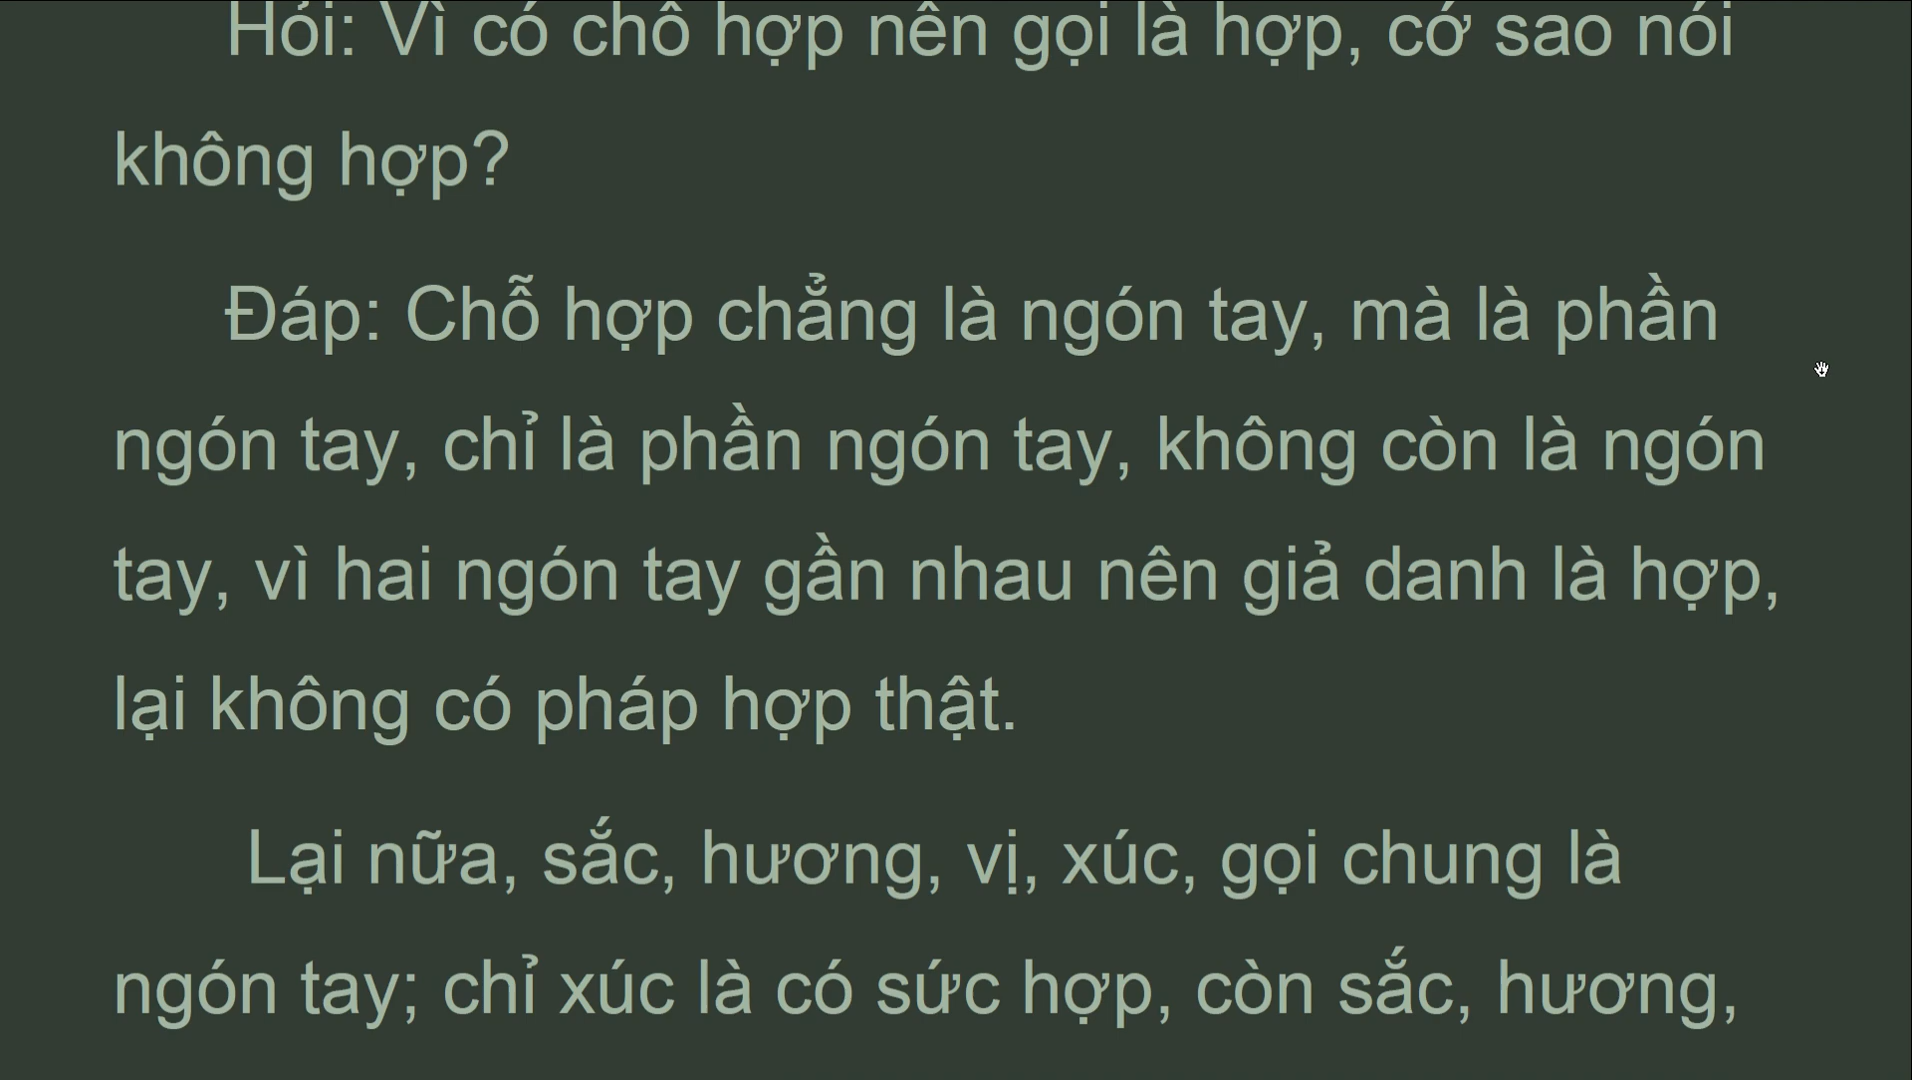 Hỏi: Vì có chỗ hợp nên gọi là hợp, cớ sao nói
không hợp?
Đáp: Chỗ hợp chẳng là ngón tay, mà là phần
ngón tay, chỉ là phần ngón tay, không còn là ngón
tay, vì hai ngón tay gần nhau nên giả danh là hợp,
lại không có pháp hợp thật.
Lại nữa, sắc, hương, vị, xúc, gọi chung là
ngón tay; chỉ xúc là có sức hợp, còn sắc, hương,